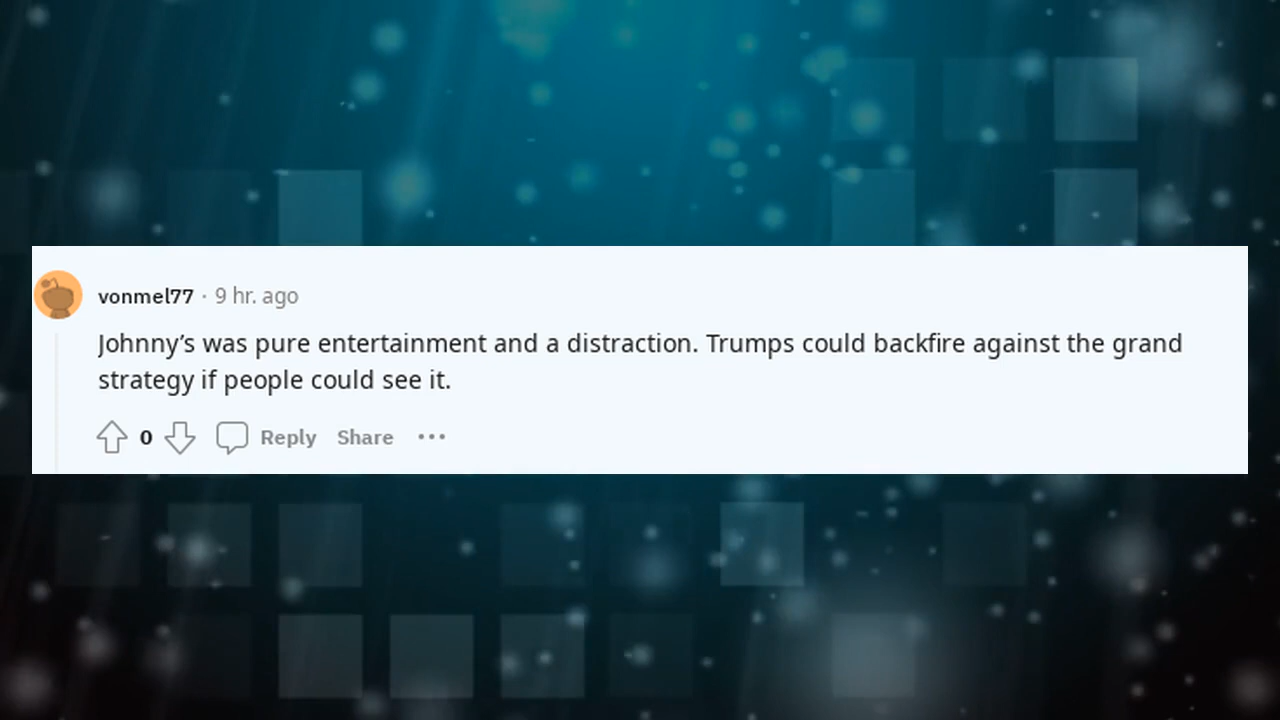 vonmel77 · 9 hr. ago
Johnny’s was pure entertainment and a distraction. Trumps could backfire against the grand
strategy if people could see it.
0 Reply Share •••